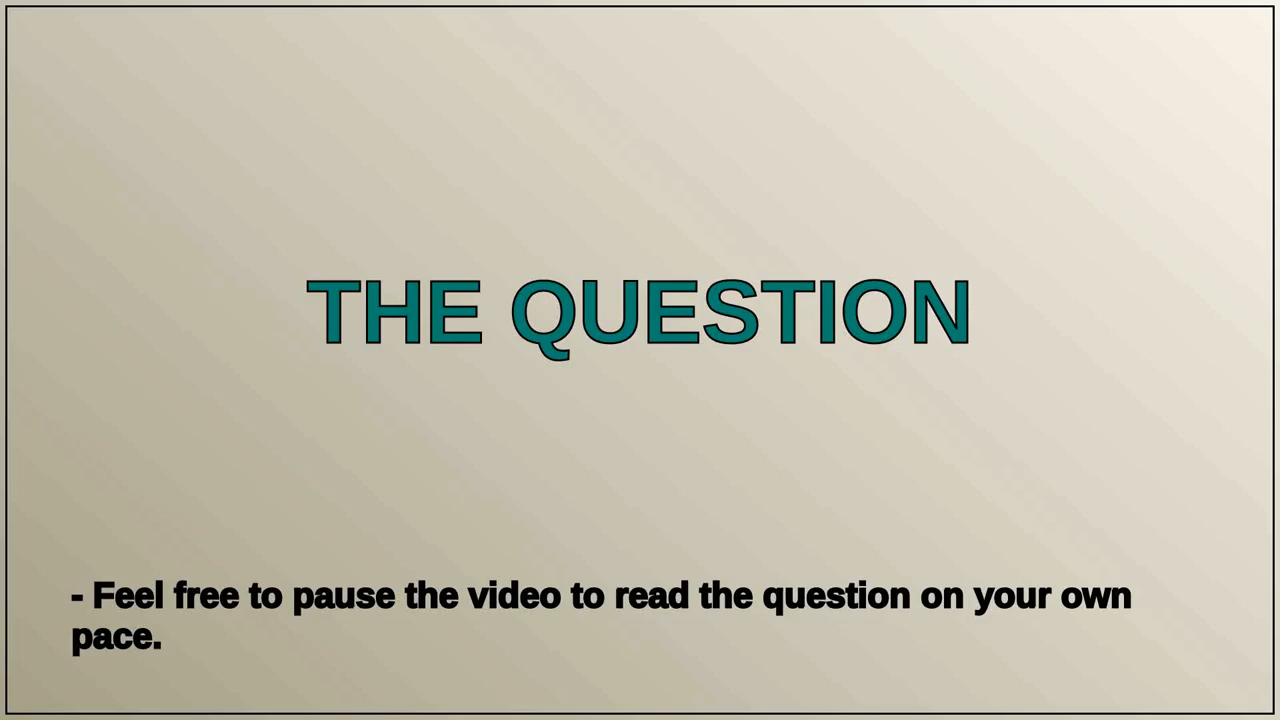 THE QUESTION
- Feel free to pause the video to read the question on your own
pace.